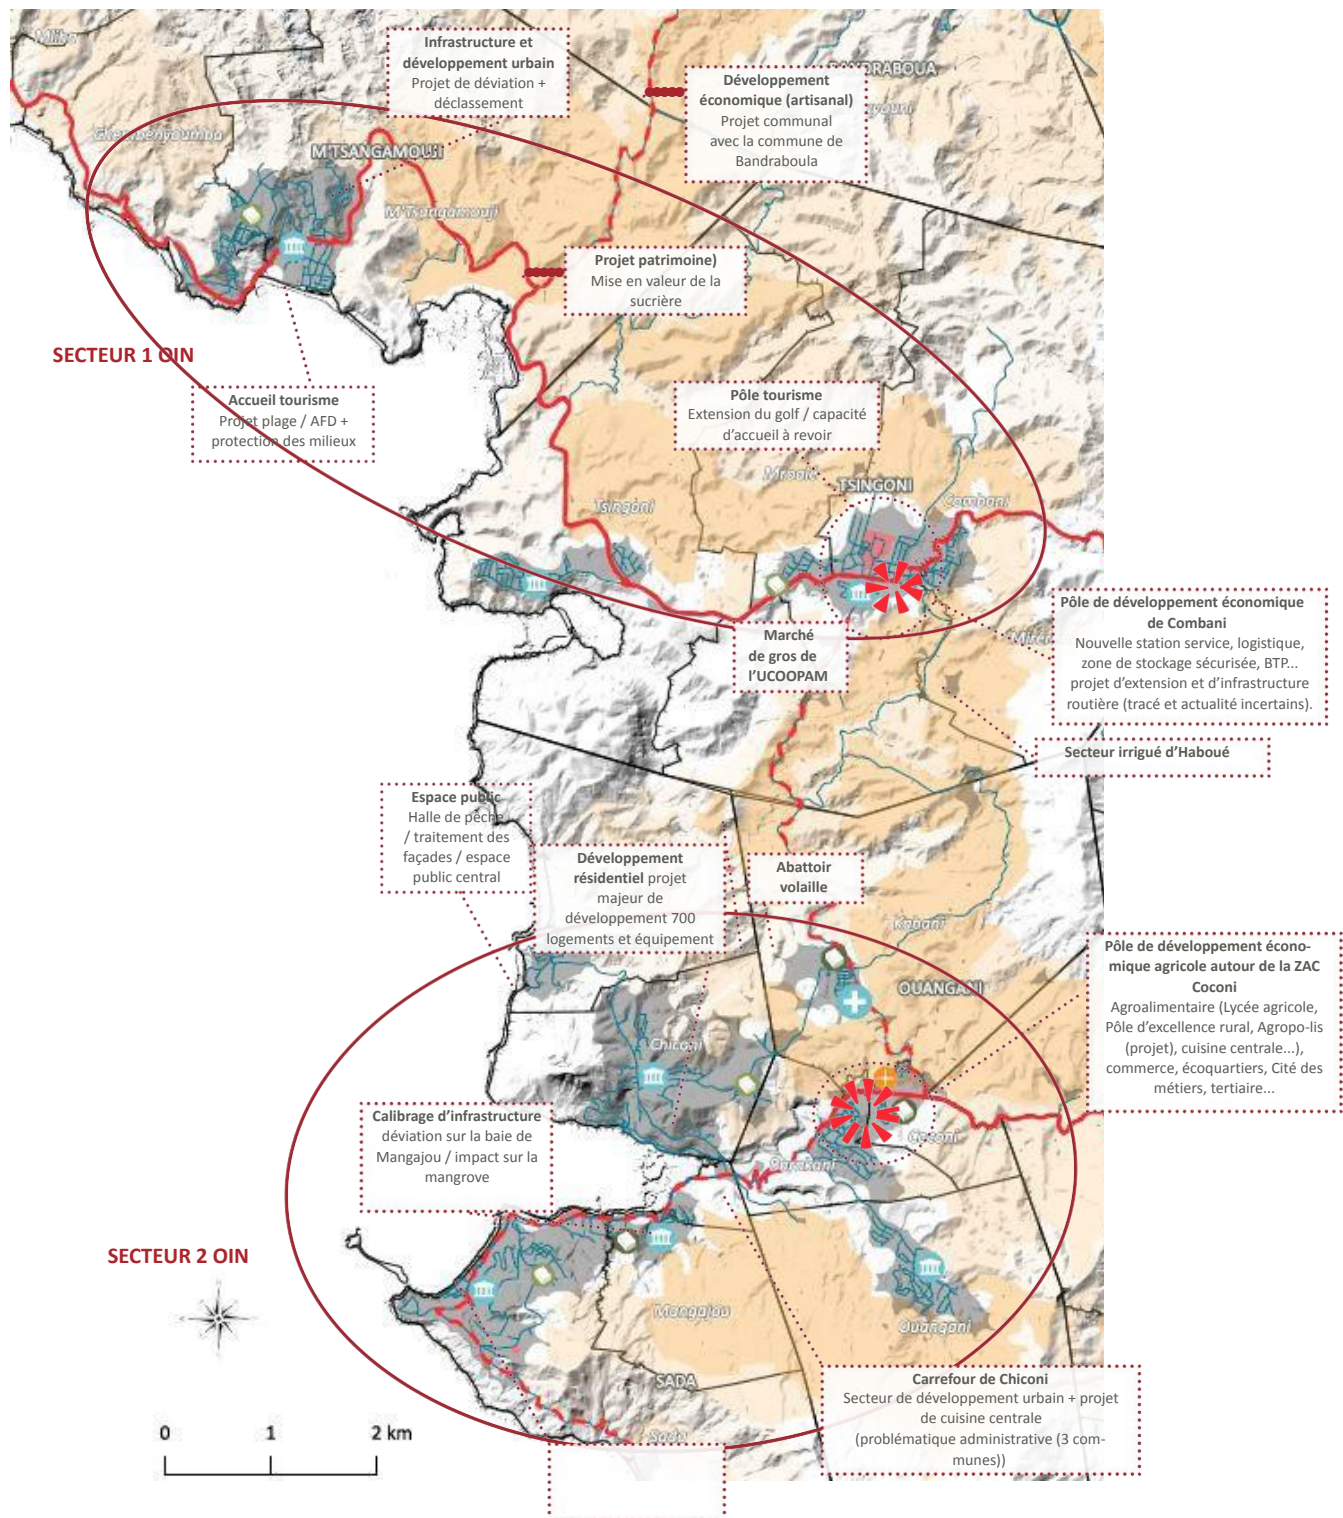 Mliha
Infrastructure et
développement urbain
Projet de déviation +
déclassement
BANDRABOUA
Développement
économique (artisanal)
Projet communal
avec la commune de
Bandraboula
M'TSANGAMOUJI
M'Tsangamouji
Projet patrimoine)
Mise en valeur de la
sucrière
SECTEUR 1 OIN
Accueil tourisme
Projet plage / AFD +
protection des milieux
Pôle tourisme
Extension du golf / capacité
d'accueil à revoir
Mroalé
TSINGONI
Combani
Tsingoni
Pôle de développement économique
de Combani
Nouvelle station service, logistique,
zone de stockage sécurisée, BTP...
projet d'extension et d'infrastructure
routière (tracé et actualité incertains).
Marché
de gros de
l'UCOOPAM
Secteur irrigué d'Haboué
Espace public
Halle de pêche
/ traitement des
façades / espace
public central
Développement
résidentiel projet
majeur de
développement 700
logements et équipement
Abattoir
volaille
Kahani
OUANGANI
Pôle de développement écono-
mique agricole autour de la ZAC
Coconi
Agroalimentaire (Lycée agricole,
Pôle d'excellence rural, Agropo-lis
(projet), cuisine centrale...),
commerce, écoquartiers, Cité des
métiers, tertiaire...
Chiconi
Calibrage d'infrastructure
déviation sur la baie de
Mangajou / impact sur la
mangrove
Coconi
Barakani
SECTEUR 2 OIN
Mangajou
Ouangani
SADA
Sada
Carrefour de Chiconi
Secteur de développement urbain + projet
de cuisine centrale
(problématique administrative (3 com-
munes))
0 1 2 km